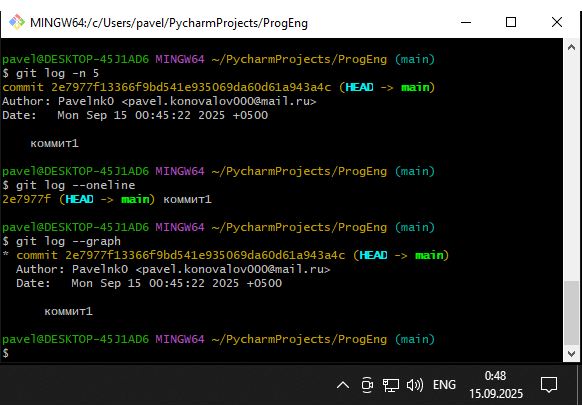 MINGW64:/c/Users/pavel/PycharmProjects/ProgEng
pavel@DESKTOP-45J1AD6 MINGW64 ~/PycharmProjects/ProgEng (main)
$ git log -n 5
commit 2e7977f13366f9bd541e935069da60d61a943a4c (HEAD -> main)
Author: Pavelnk0 <pavel.konovalov000@mail.ru>
Date:   Mon Sep 15 00:45:22 2025 +0500
коммит1
pavel@DESKTOP-45J1AD6 MINGW64 ~/PycharmProjects/ProgEng (main)
$ git log --oneline
2e7977f (HEAD -> main) коммит1
pavel@DESKTOP-45J1AD6 MINGW64 ~/PycharmProjects/ProgEng (main)
$ git log --graph
* commit 2e7977f13366f9bd541e935069da60d61a943a4c (HEAD -> main)
Author: Pavelnk0 <pavel.konovalov000@mail.ru>
Date:   Mon Sep 15 00:45:22 2025 +0500
коммит1
pavel@DESKTOP-45J1AD6 MINGW64 ~/PycharmProjects/ProgEng (main)
$
ENG
0:48
15.09.2025